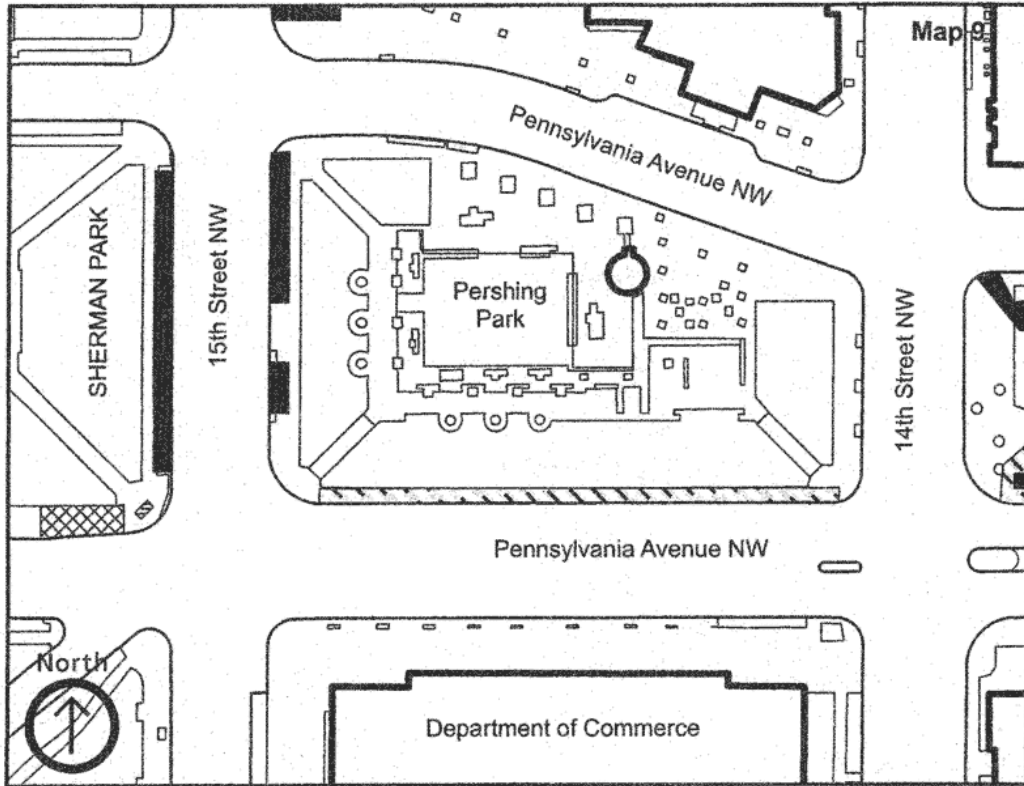 Map 9
Pennsylvania Avenue NW
SHERMAN PARK
15th Street NW
Pershing
Park
14th Street NW
Pennsylvania Avenue NW
North
Department of Commerce